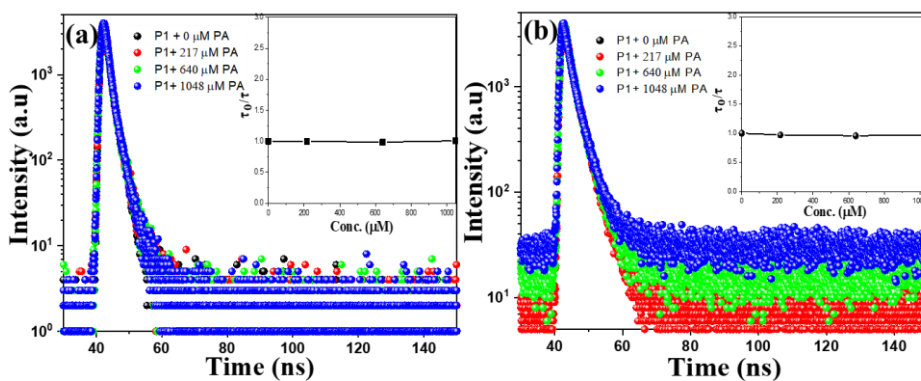 (a)
P1 + 0 μM PA
P1+ 217 μM PA
P1+ 640 μM PA
P1+ 1048 μM PA
Intensity (a.u)
10³
10²
10¹
10⁰
40 60 80 100 120 140
Time (ns)
τ₀/τ
3.0
2.5
2.0
1.5
1.0
0.5
0.0
0 200 400 600 800 1000
Conc. (μM)
(b)
P1 + 0 μM PA
P1+ 217 μM PA
P1+ 640 μM PA
P1+ 1048 μM PA
Intensity (a.u)
10³
10²
10¹
40 60 80 100 120 140
Time (ns)
τ₀/τ
3.0
2.5
2.0
1.5
1.0
0.5
0.0
0 200 400 600 800
Conc. (μM)